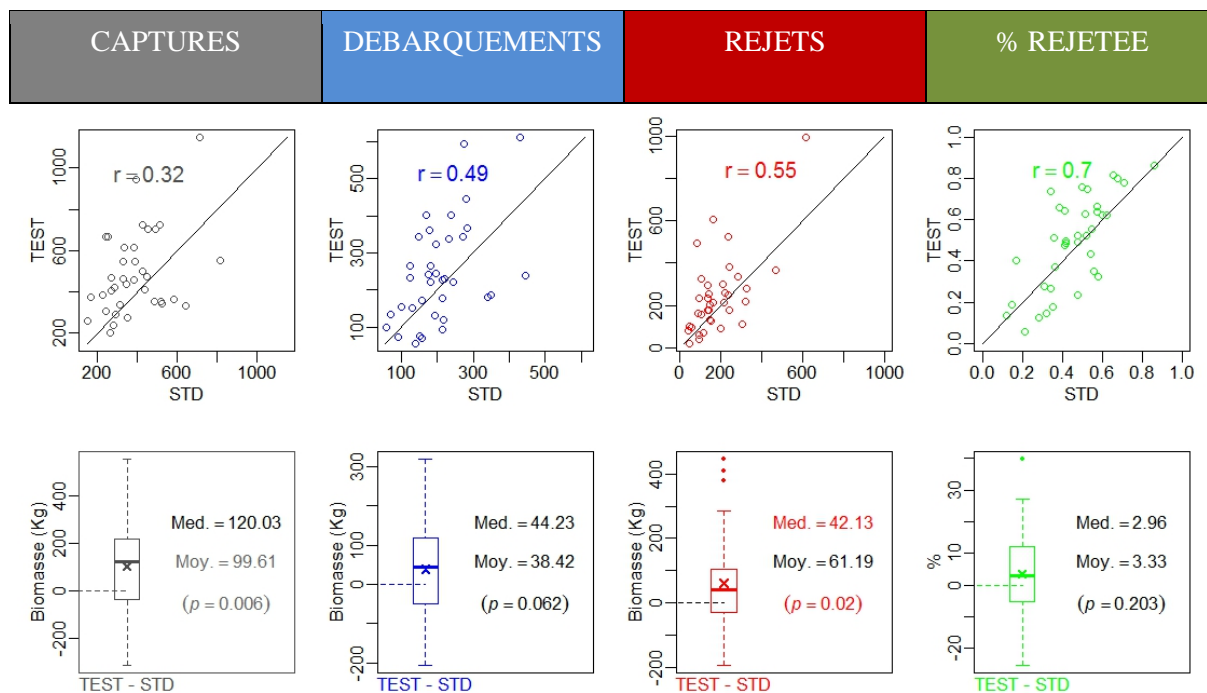 CAPTURES
DEBARQUEMENTS
REJETS
% REJETEE
TEST
200
600
1000
r = 0.32
200
400
600
800
1000
STD
TEST
100
300
500
r = 0.49
100
300
500
STD
TEST
0
200
400
600
1000
r = 0.55
0
200
400
600
1000
STD
TEST
0.0
0.2
0.4
0.6
0.8
1.0
r = 0.7
0.0
0.2
0.4
0.6
0.8
1.0
STD
Biomasse (Kg)
-200
0
200
400
Med. = 120.03
Moy. = 99.61
(p = 0.006)
TEST - STD
Biomasse (Kg)
-200
0
100
300
Med. = 44.23
Moy. = 38.42
(p = 0.062)
TEST - STD
Biomasse (Kg)
-200
0
200
400
Med. = 42.13
Moy. = 61.19
(p = 0.02)
TEST - STD
%
-20
0
10
30
Med. = 2.96
Moy. = 3.33
(p = 0.203)
TEST - STD